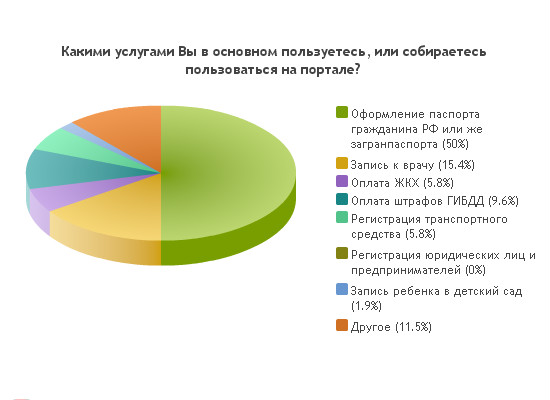 Какими услугами Вы в основном пользуетесь, или собираетесь
пользоваться на портале?
Оформление паспорта
гражданина РФ или же
загранпаспорта (50%)
Запись к врачу (15.4%)
Оплата ЖКХ (5.8%)
Оплата штрафов ГИБДД (9.6%)
Регистрация транспортного
средства (5.8%)
Регистрация юридических лиц и
предпринимателей (0%)
Запись ребенка в детский сад
(1.9%)
Другое (11.5%)